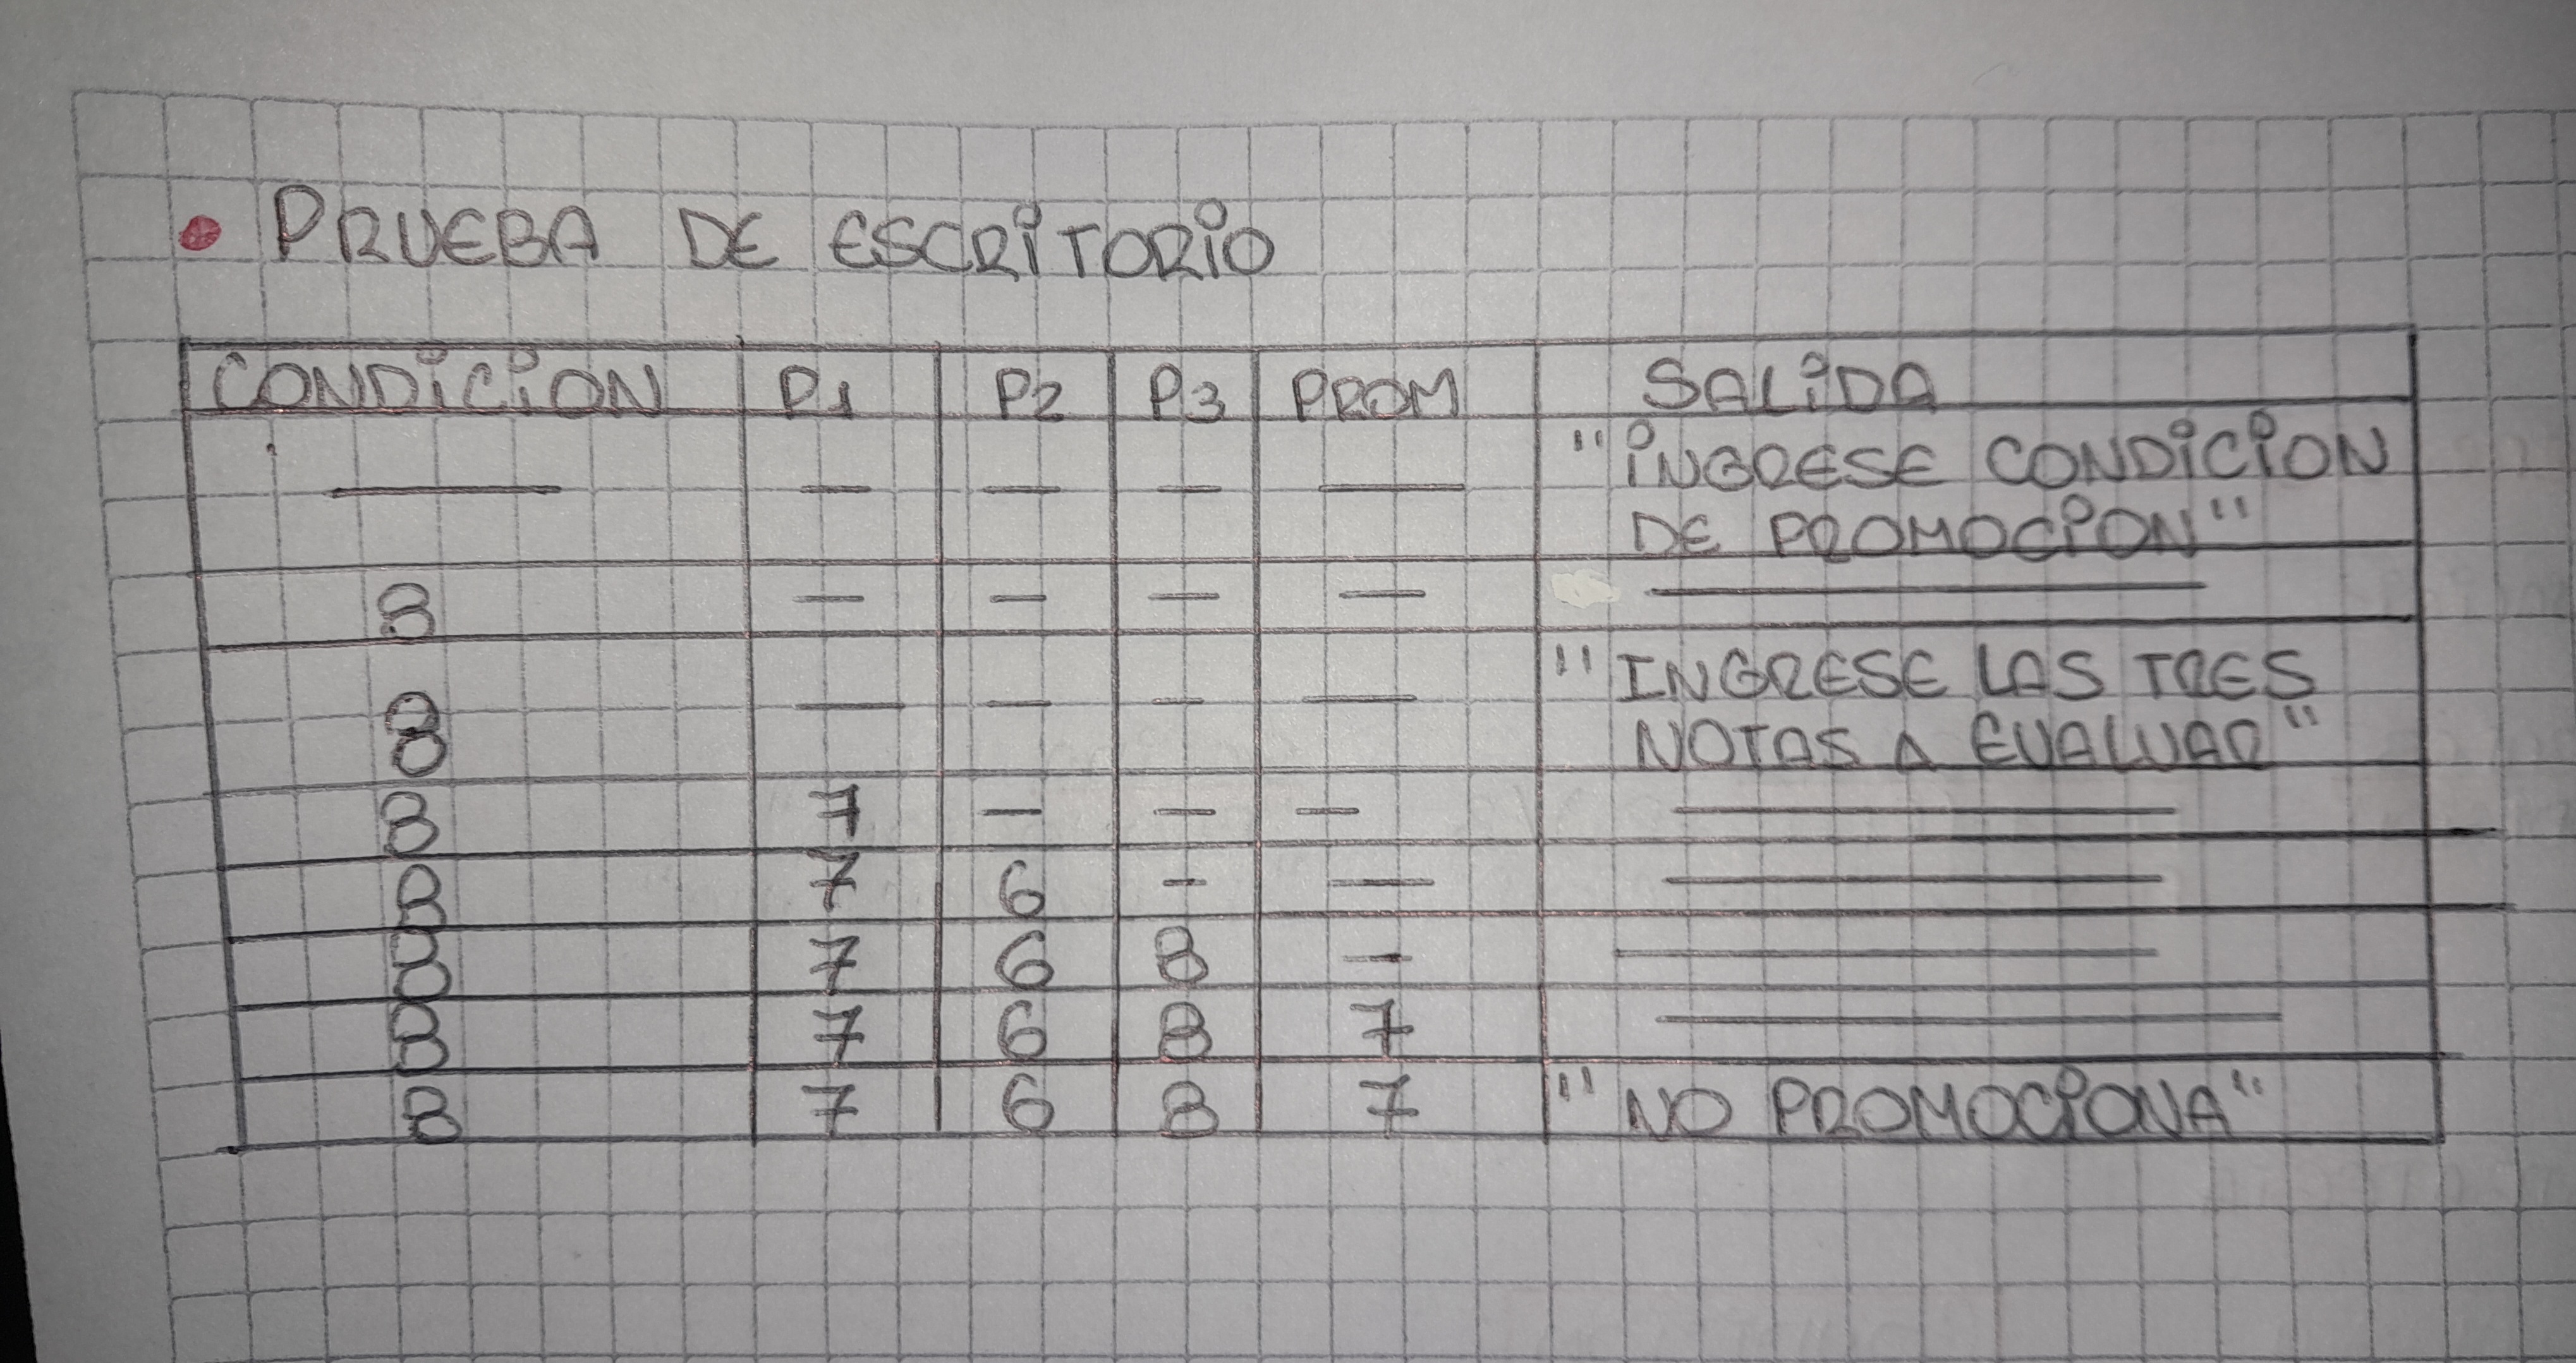 • PRUEBA DE ESCRITORIO
CONDICION P1 P2 P3 PROM SALIDA
— — — — — "INGRESE CONDICION
DE PROMOCION"
8 — — — — —
8 — — — — "INGRESE LAS TRES
NOTAS A EVALUAR"
8 7 — — — —
8 7 6 — — —
8 7 6 8 — —
8 7 6 8 7 —
8 7 6 8 7 "NO PROMOCIONA"